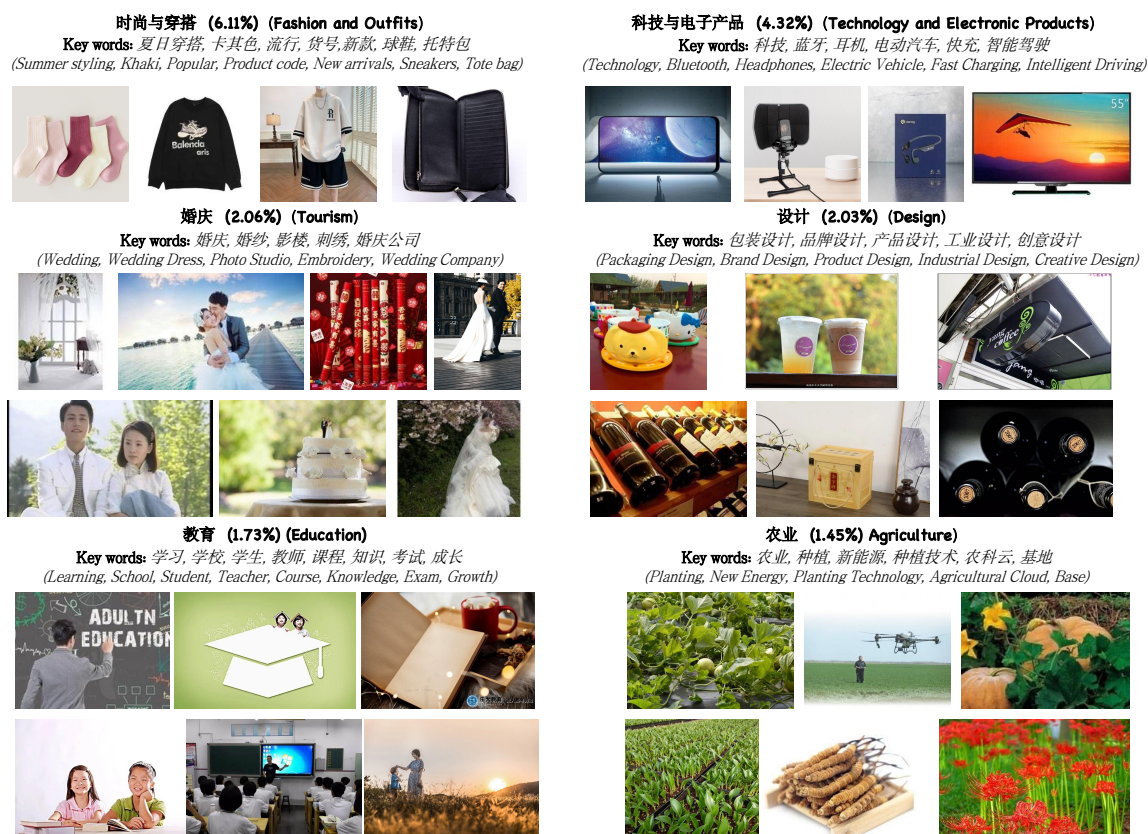 时尚与穿搭 (6.11%) (Fashion and Outfits)
Key words: 夏日穿搭, 卡其色, 流行, 货号,新款, 球鞋, 托特包
(Summer styling, Khaki, Popular, Product code, New arrivals, Sneakers, Tote bag)
Balenda
aris
科技与电子产品 (4.32%) (Technology and Electronic Products)
Key words: 科技, 蓝牙, 耳机, 电动汽车, 快充, 智能驾驶
(Technology, Bluetooth, Headphones, Electric Vehicle, Fast Charging, Intelligent Driving)
55"
婚庆 (2.06%) (Tourism)
Key words: 婚庆, 婚纱, 影楼, 刺绣, 婚庆公司
(Wedding, Wedding Dress, Photo Studio, Embroidery, Wedding Company)
设计 (2.03%) (Design)
Key words: 包装设计, 品牌设计, 产品设计, 工业设计, 创意设计
(Packaging Design, Brand Design, Product Design, Industrial Design, Creative Design)
yang
coffee
yang
教育 (1.73%) (Education)
Key words: 学习, 学校, 学生, 教师, 课程, 知识, 考试, 成长
(Learning, School, Student, Teacher, Course, Knowledge, Exam, Growth)
ADULTN
EDUCATION
农业 (1.45%) Agriculture)
Key words: 农业, 种植, 新能源, 种植技术, 农科云, 基地
(Planting, New Energy, Planting Technology, Agricultural Cloud, Base)